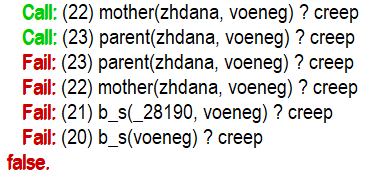 Call: (22) mother(zhdana, voeneg) ? creep
Call: (23) parent(zhdana, voeneg) ? creep
Fail: (23) parent(zhdana, voeneg) ? creep
Fail: (22) mother(zhdana, voeneg) ? creep
Fail: (21) b_s(_28190, voeneg) ? creep
Fail: (20) b_s(voeneg) ? creep
false.